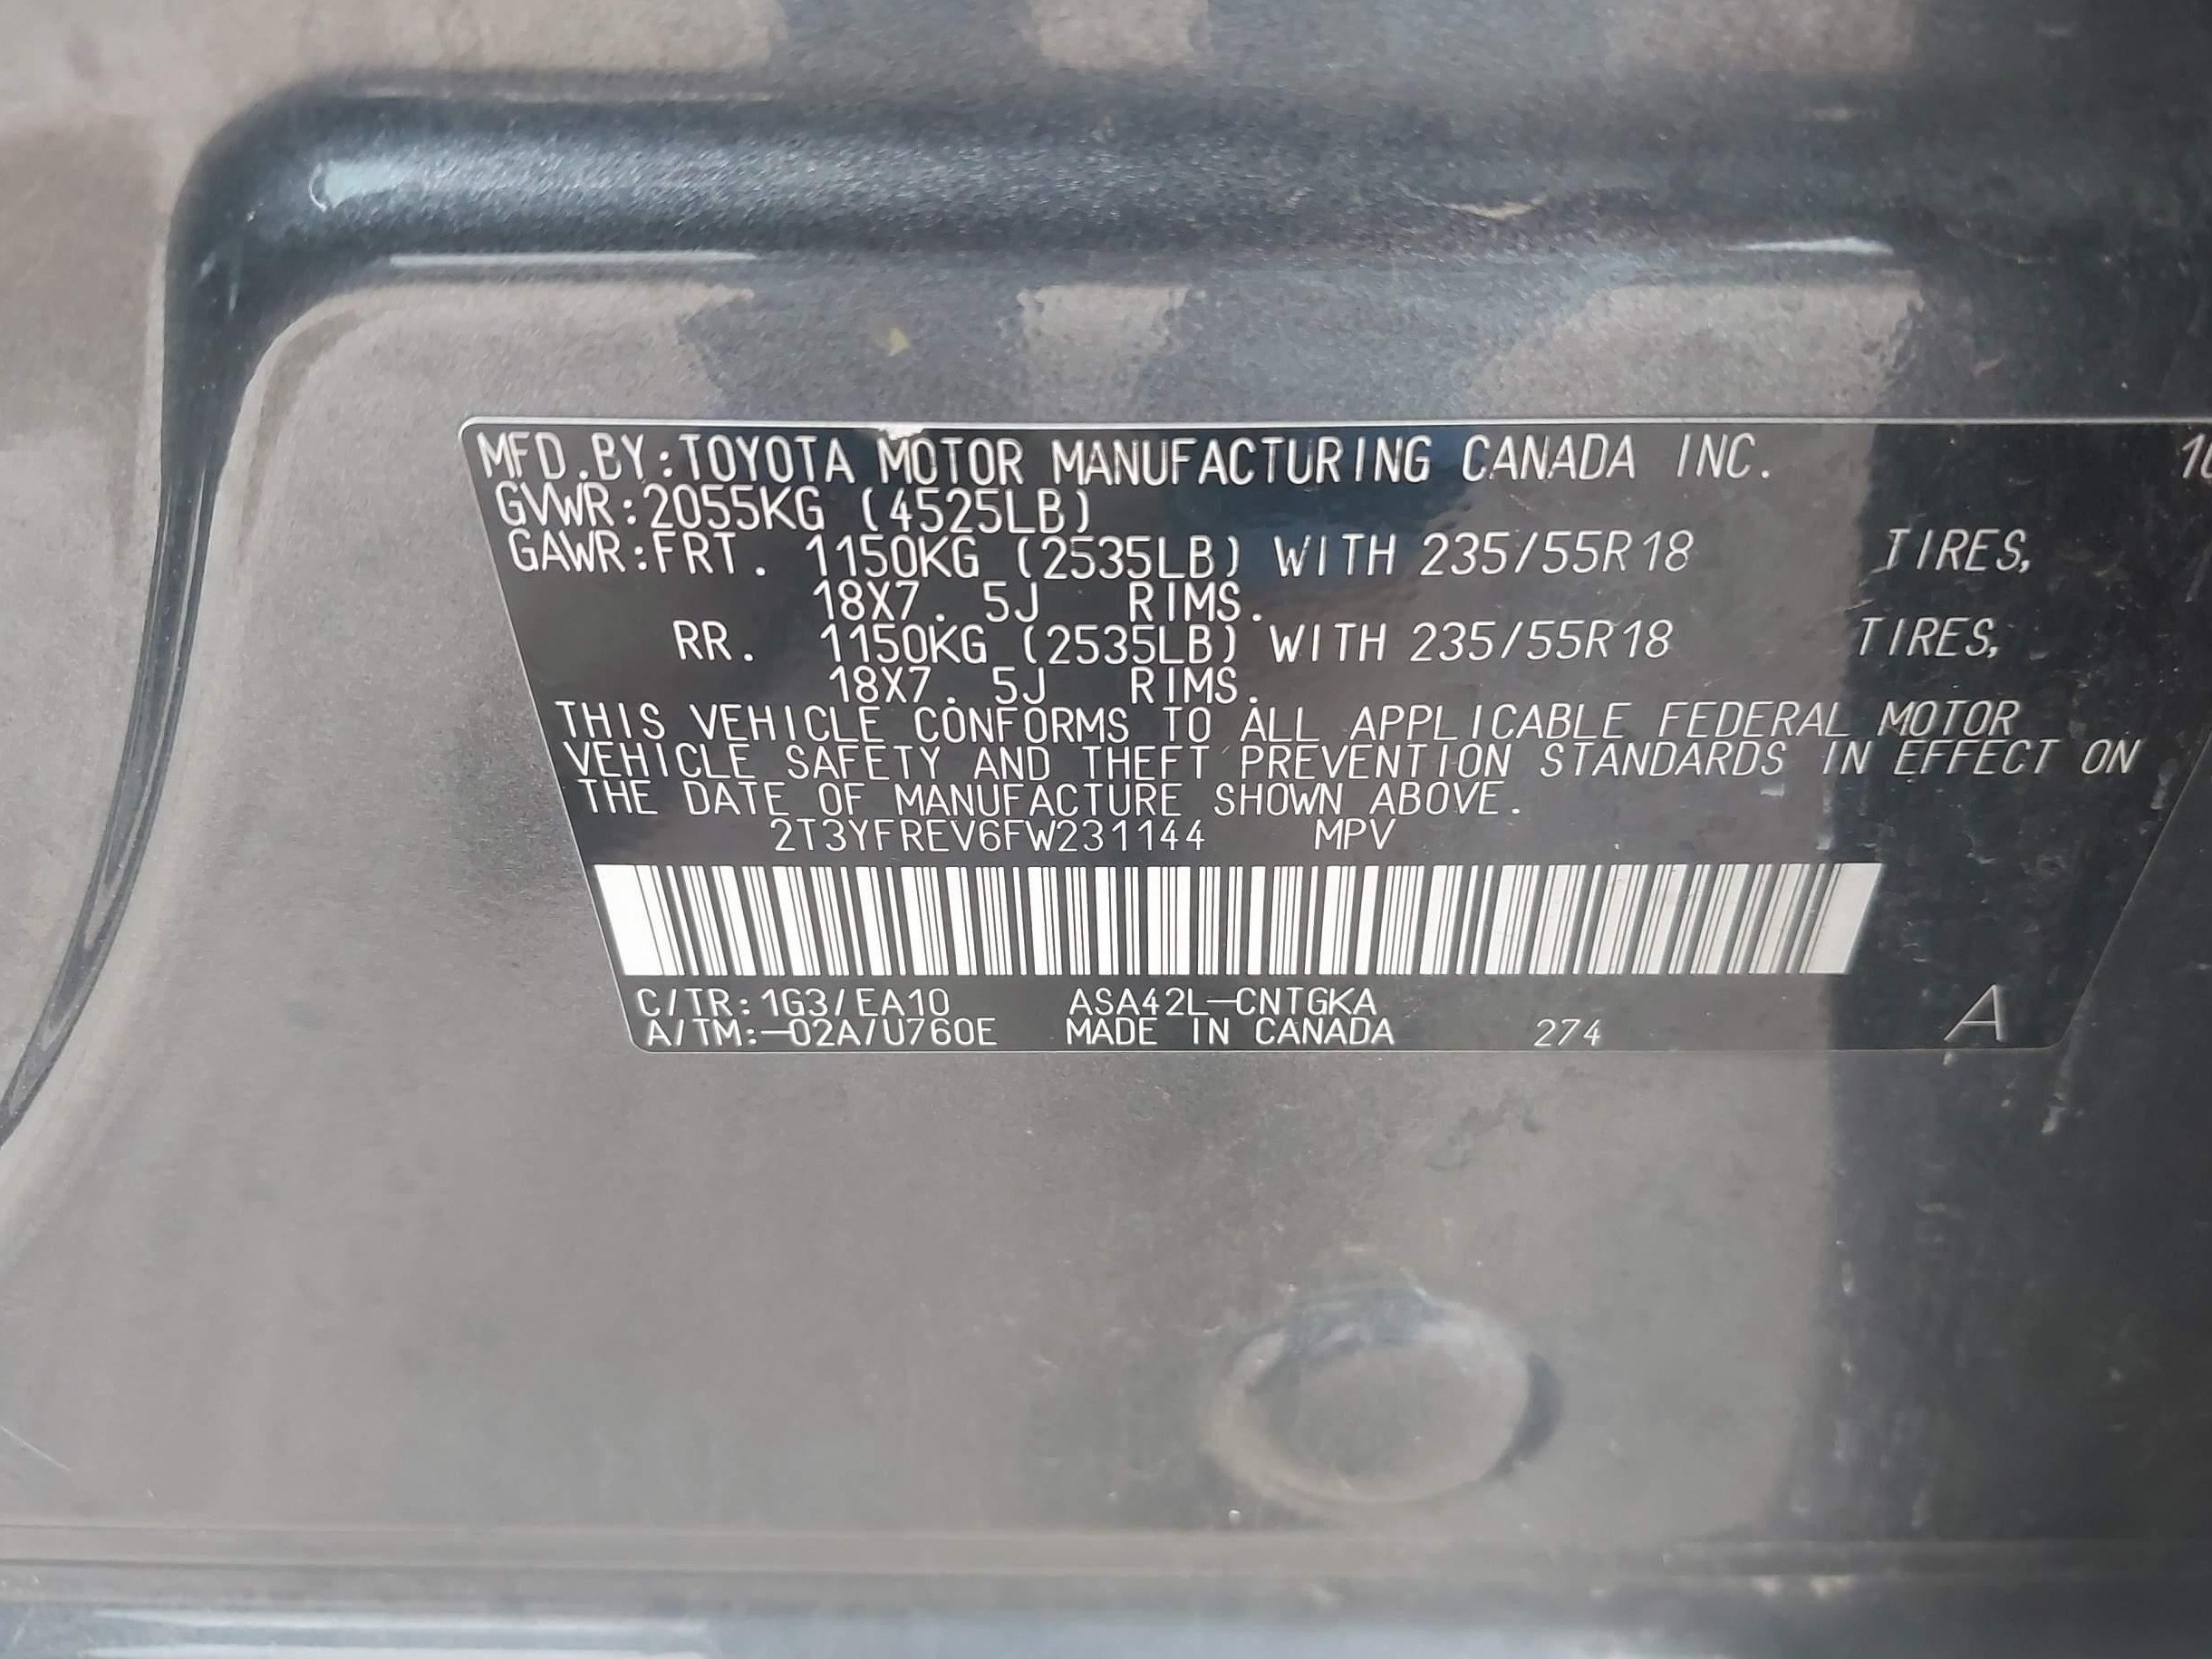 MFD.BY:TOYOTA MOTOR MANUFACTURING CANADA INC.
GVWR:2055KG (4525LB)
GAWR:FRT. 1150KG (2535LB) WITH 235/55R18 TIRES,
18X7.5J RIMS.
RR. 1150KG (2535LB) WITH 235/55R18 TIRES,
18X7.5J RIMS.
THIS VEHICLE CONFORMS TO ALL APPLICABLE FEDERAL MOTOR
VEHICLE SAFETY AND THEFT PREVENTION STANDARDS IN EFFECT ON
THE DATE OF MANUFACTURE SHOWN ABOVE.
2T3YFREV6FW231144 MPV
C/TR:1G3/EA10 ASA42L-CNTGKA
A/TM:-02A/U760E MADE IN CANADA 274 A